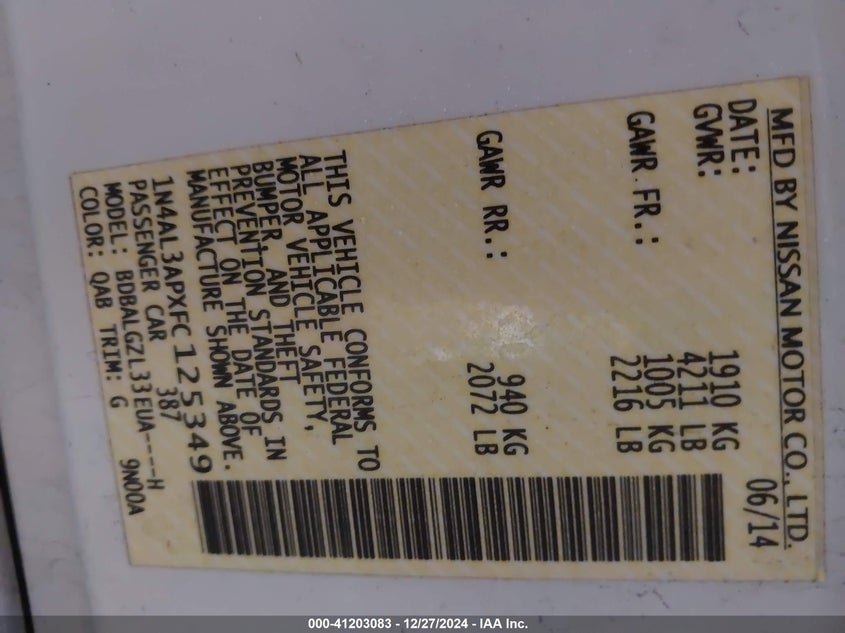 MFD BY NISSAN MOTOR CO., LTD.
DATE: 06/14
GVWR: 1910 KG
4211 LB
GAWR FR.: 1005 KG
2216 LB
GAWR RR.: 940 KG
2072 LB
THIS VEHICLE CONFORMS TO
ALL APPLICABLE FEDERAL
MOTOR VEHICLE SAFETY,
BUMPER, AND THEFT
PREVENTION STANDARDS IN
EFFECT ON THE DATE OF
MANUFACTURE SHOWN ABOVE.
1N4AL3APXFC125349
PASSENGER CAR 387
MODEL: BDBALGZL33EUA----H
COLOR: QAB TRIM: G 9N00A
000-41203083 - 12/27/2024 - IAA Inc.